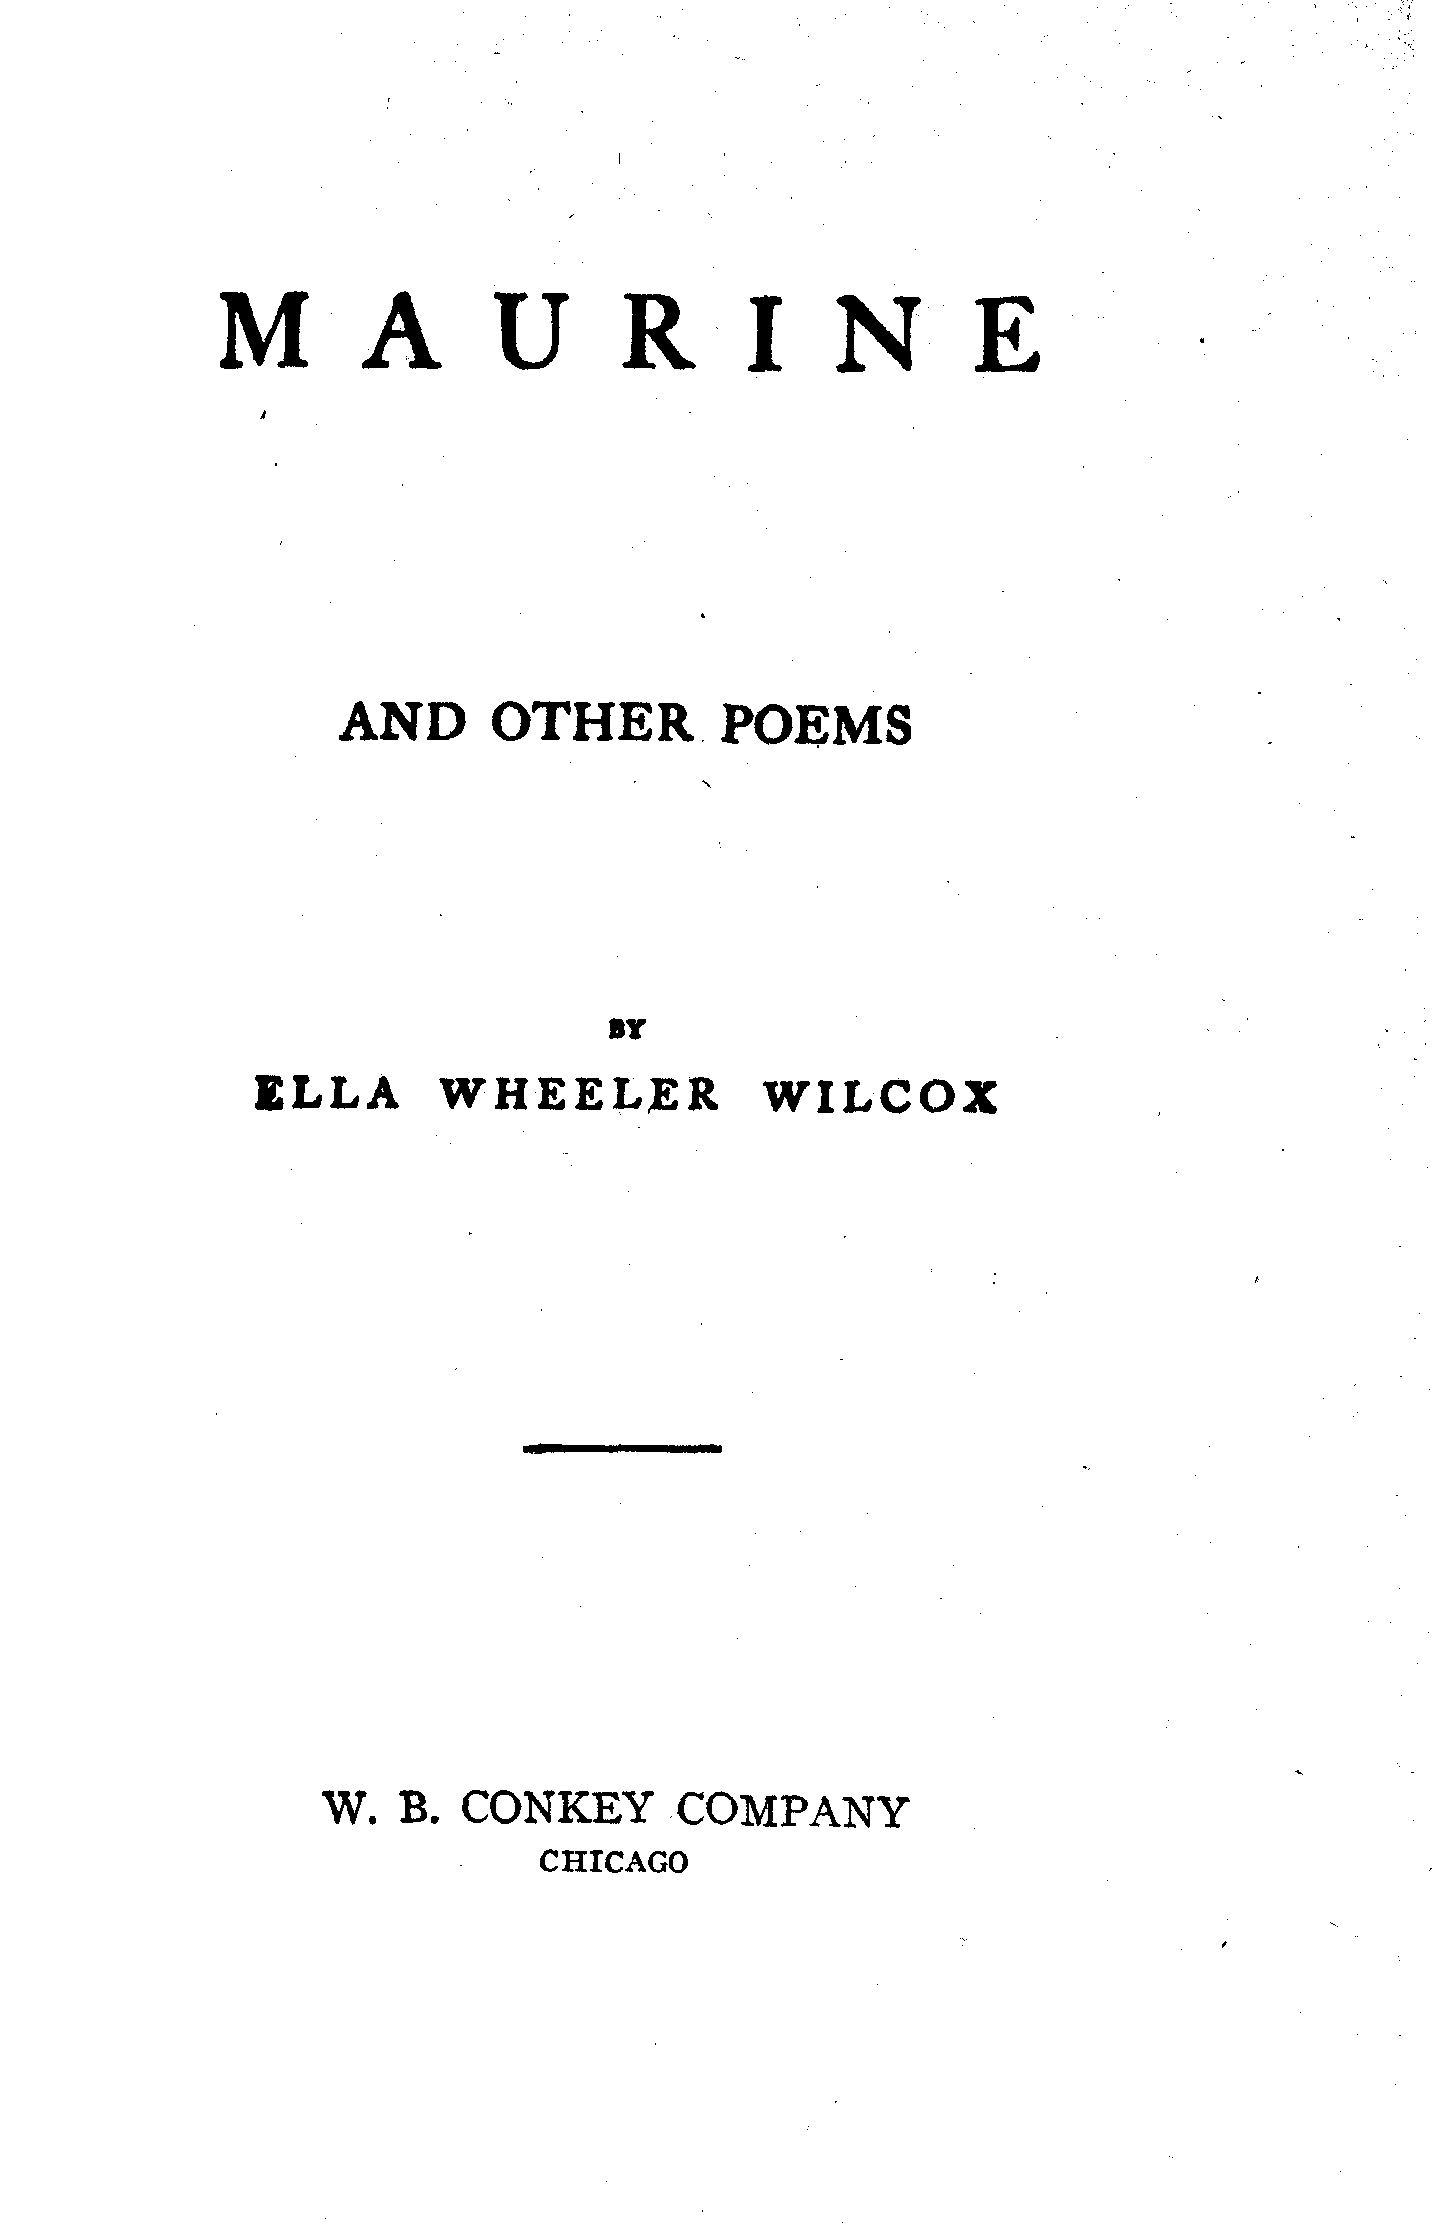 MAURINE
AND OTHER POEMS
BY
ELLA WHEELER WILCOX
W. B. CONKEY COMPANY
CHICAGO